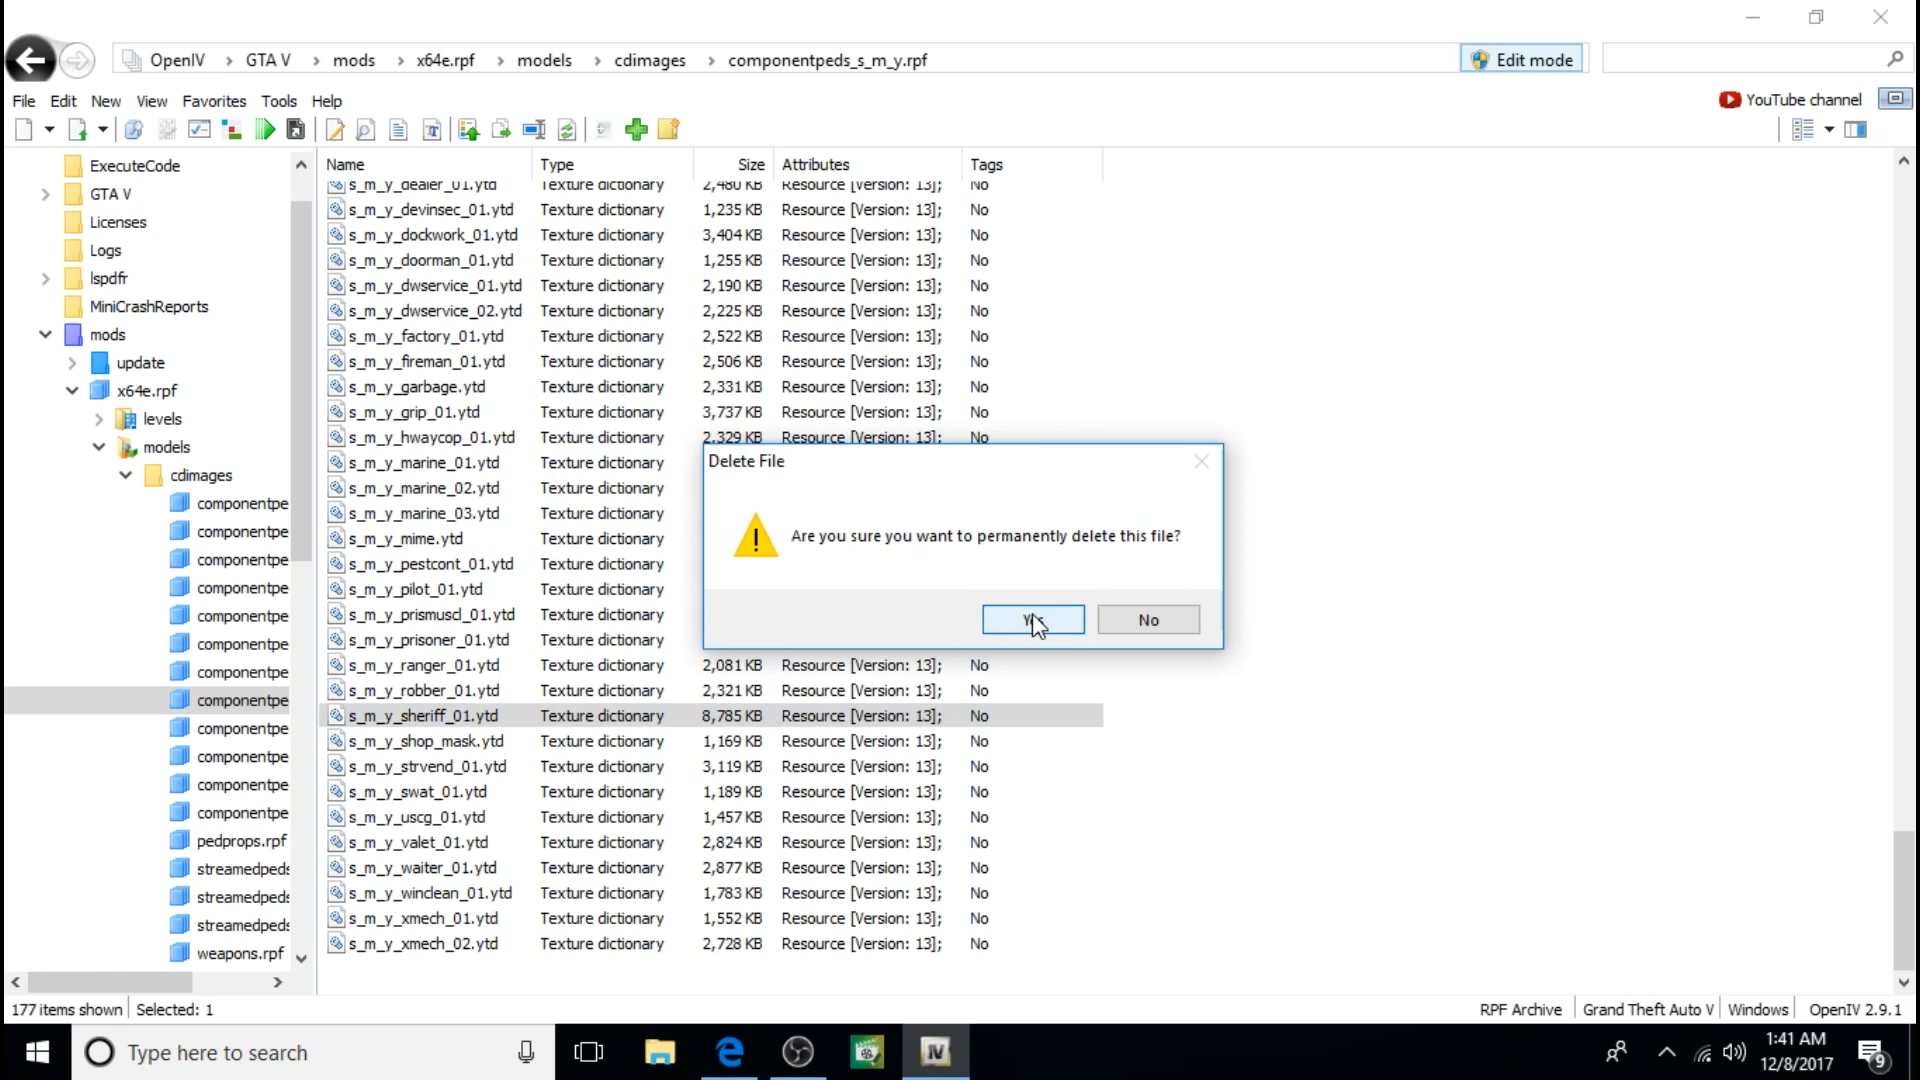 OpenIV > GTA V > mods > x64e.rpf > models > cdimages > componentpeds_s_m_y.rpf
Edit mode
File Edit New View Favorites Tools Help
YouTube channel
ExecuteCode
GTA V
Licenses
Logs
lspdfr
MiniCrashReports
mods
update
x64e.rpf
levels
models
cdimages
componentpe
componentpe
componentpe
componentpe
componentpe
componentpe
componentpe
componentpe
componentpe
componentpe
componentpe
componentpe
pedprops.rpf
streamedpeds
streamedpeds
streamedpeds
weapons.rpf
Name Type Size Attributes Tags
s_m_y_dealer_01.ytd Texture dictionary 2,480 KB Resource [Version: 13]; No
s_m_y_devinsec_01.ytd Texture dictionary 1,235 KB Resource [Version: 13]; No
s_m_y_dockwork_01.ytd Texture dictionary 3,404 KB Resource [Version: 13]; No
s_m_y_doorman_01.ytd Texture dictionary 1,255 KB Resource [Version: 13]; No
s_m_y_dwservice_01.ytd Texture dictionary 2,190 KB Resource [Version: 13]; No
s_m_y_dwservice_02.ytd Texture dictionary 2,225 KB Resource [Version: 13]; No
s_m_y_factory_01.ytd Texture dictionary 2,522 KB Resource [Version: 13]; No
s_m_y_fireman_01.ytd Texture dictionary 2,506 KB Resource [Version: 13]; No
s_m_y_garbage.ytd Texture dictionary 2,331 KB Resource [Version: 13]; No
s_m_y_grip_01.ytd Texture dictionary 3,737 KB Resource [Version: 13]; No
s_m_y_hwaycop_01.ytd Texture dictionary 2,329 KB Resource [Version: 13]; No
s_m_y_marine_01.ytd Texture dictionary
s_m_y_marine_02.ytd Texture dictionary
s_m_y_marine_03.ytd Texture dictionary
s_m_y_mime.ytd Texture dictionary
s_m_y_pestcont_01.ytd Texture dictionary
s_m_y_pilot_01.ytd Texture dictionary
s_m_y_prismuscl_01.ytd Texture dictionary
s_m_y_prisoner_01.ytd Texture dictionary
s_m_y_ranger_01.ytd Texture dictionary 2,081 KB Resource [Version: 13]; No
s_m_y_robber_01.ytd Texture dictionary 2,321 KB Resource [Version: 13]; No
s_m_y_sheriff_01.ytd Texture dictionary 8,785 KB Resource [Version: 13]; No
s_m_y_shop_mask.ytd Texture dictionary 1,169 KB Resource [Version: 13]; No
s_m_y_strvend_01.ytd Texture dictionary 3,119 KB Resource [Version: 13]; No
s_m_y_swat_01.ytd Texture dictionary 1,189 KB Resource [Version: 13]; No
s_m_y_uscg_01.ytd Texture dictionary 1,457 KB Resource [Version: 13]; No
s_m_y_valet_01.ytd Texture dictionary 2,824 KB Resource [Version: 13]; No
s_m_y_waiter_01.ytd Texture dictionary 2,877 KB Resource [Version: 13]; No
s_m_y_winclean_01.ytd Texture dictionary 1,783 KB Resource [Version: 13]; No
s_m_y_xmech_01.ytd Texture dictionary 1,552 KB Resource [Version: 13]; No
s_m_y_xmech_02.ytd Texture dictionary 2,728 KB Resource [Version: 13]; No
Delete File
Are you sure you want to permanently delete this file?
No
177 items shown Selected: 1
RPF Archive Grand Theft Auto V Windows OpenIV 2.9.1
Type here to search
1:41 AM
12/8/2017
9